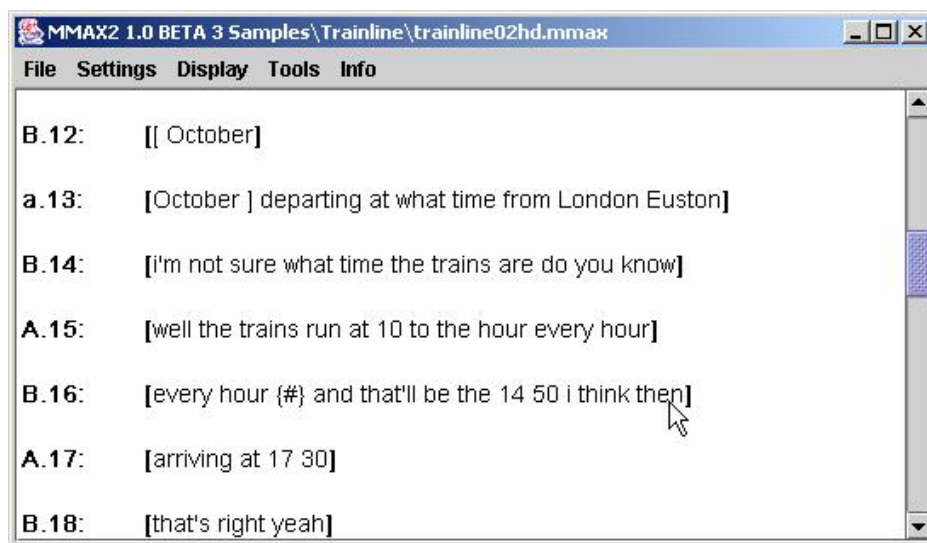 MMAX2 1.0 BETA 3 Samples\Trainline\trainline02hd.mmax
File Settings Display Tools Info
B.12: [[ October]
a.13: [October ] departing at what time from London Euston]
B.14: [i'm not sure what time the trains are do you know]
A.15: [well the trains run at 10 to the hour every hour]
B.16: [every hour {#} and that'll be the 14 50 i think then]
A.17: [arriving at 17 30]
B.18: [that's right yeah]